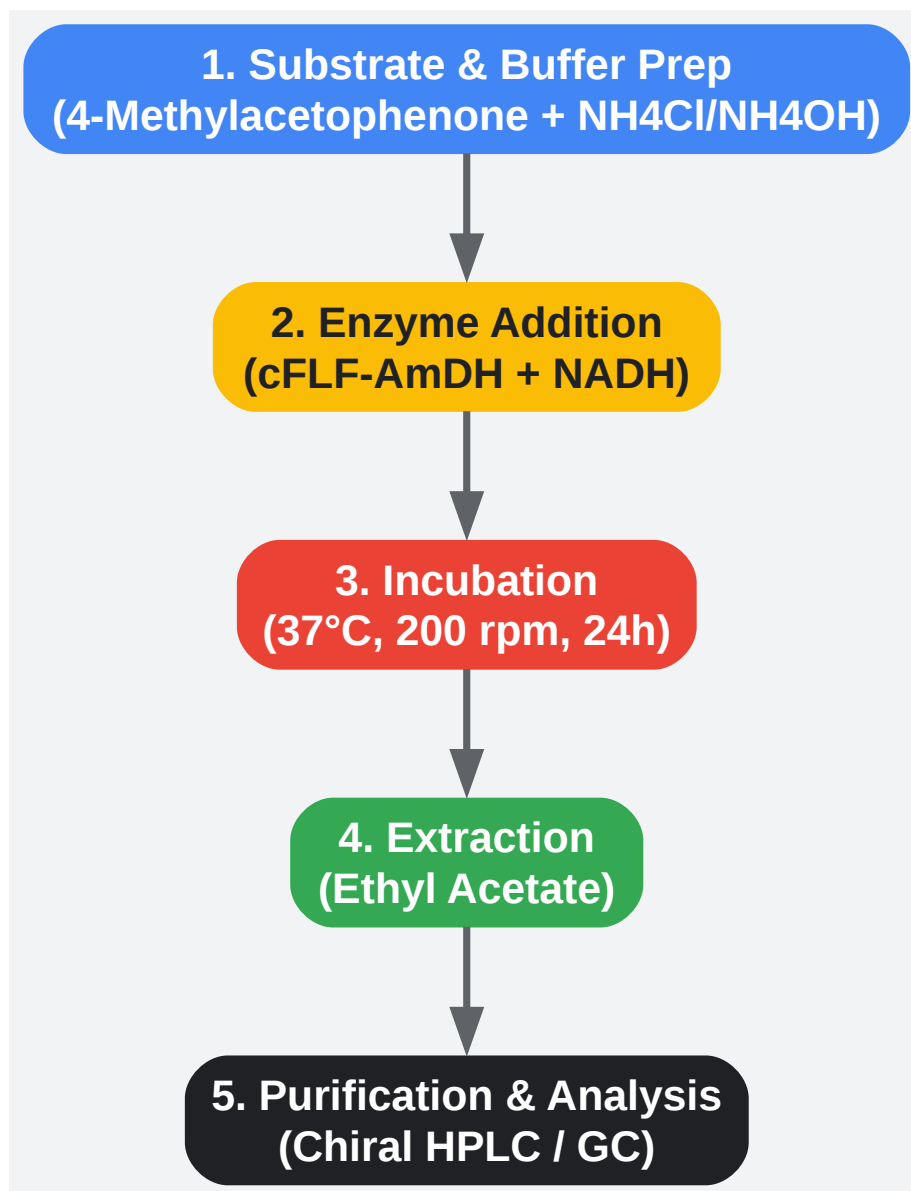 1. Substrate & Buffer Prep
(4-Methylacetophenone + NH4Cl/NH4OH)
2. Enzyme Addition
(cFLF-AmDH + NADH)
3. Incubation
(37°C, 200 rpm, 24h)
4. Extraction
(Ethyl Acetate)
5. Purification & Analysis
(Chiral HPLC / GC)